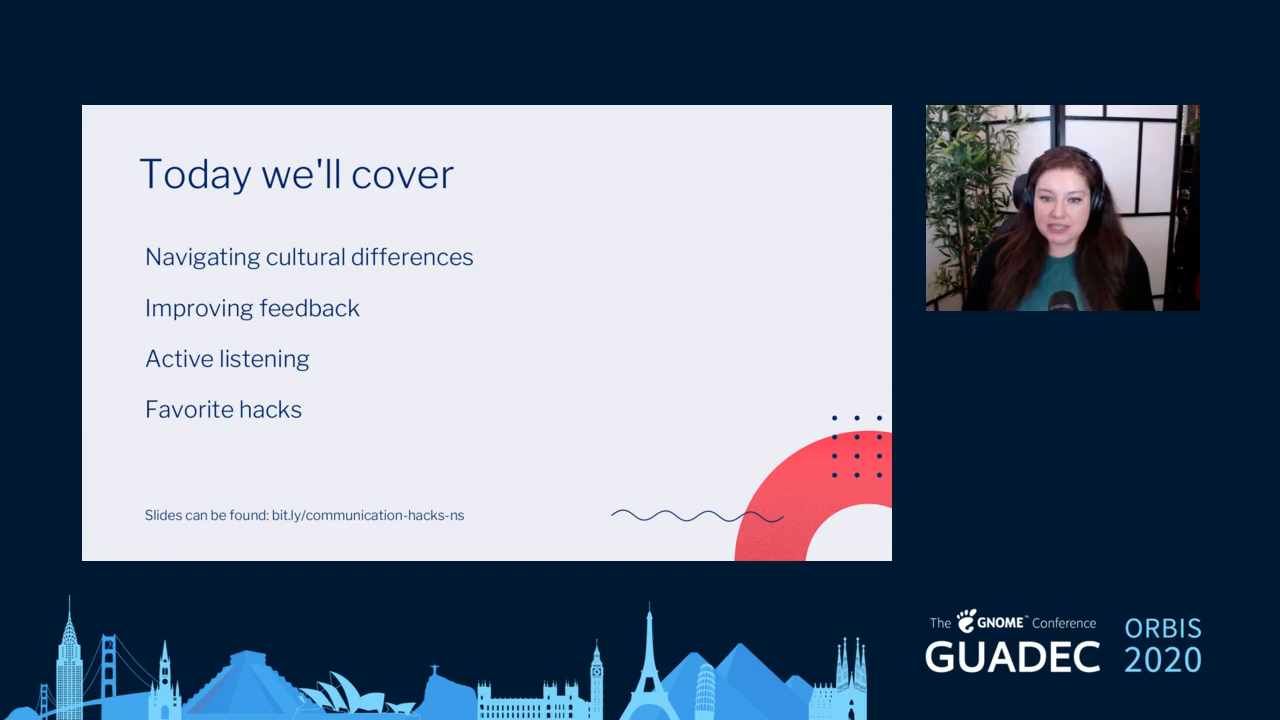 Today we'll cover
Navigating cultural differences
Improving feedback
Active listening
Favorite hacks
Slides can be found: bit.ly/communication-hacks-ns
The GNOME™ Conference
GUADEC
ORBIS
2020